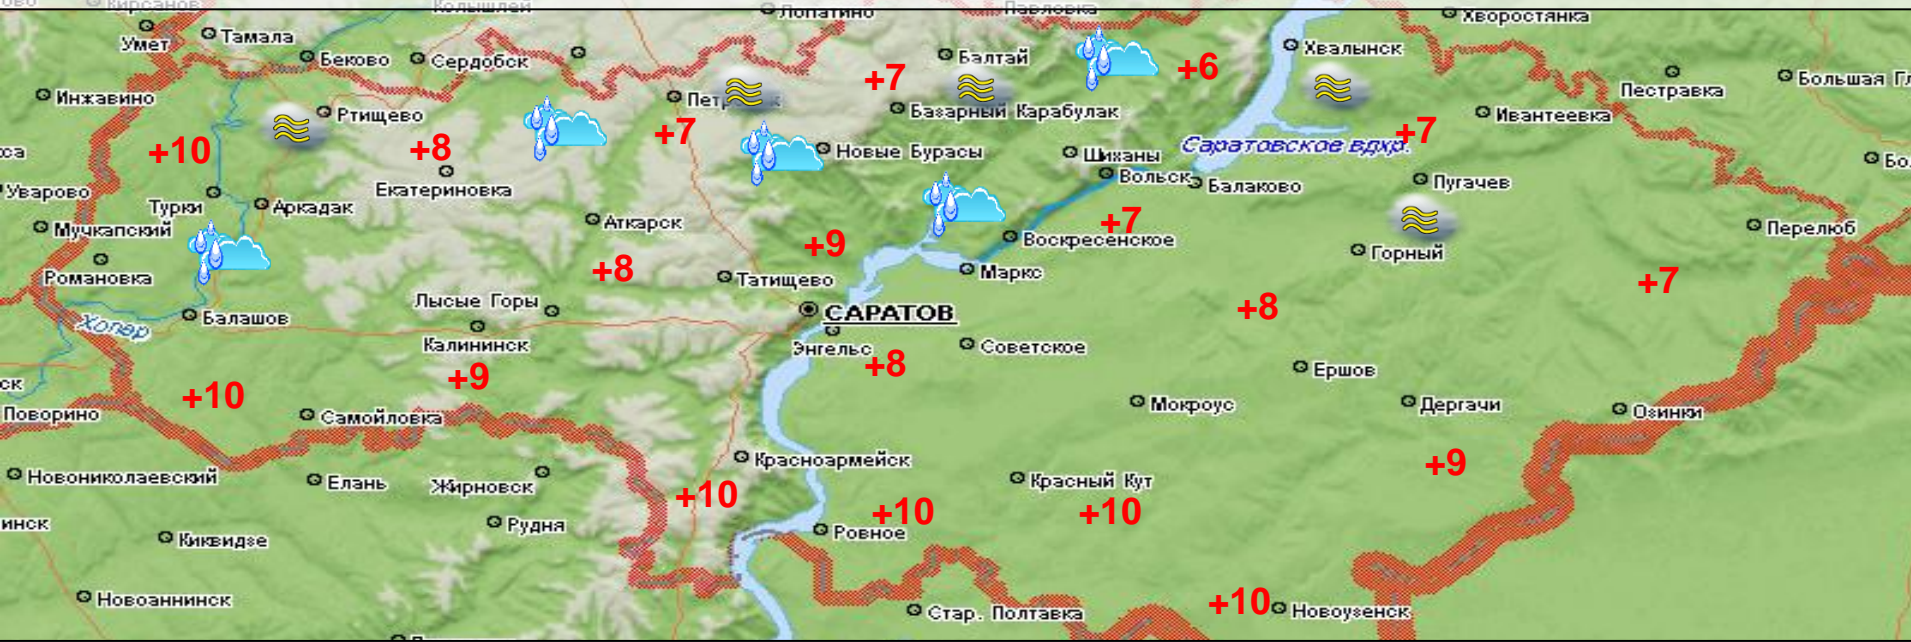 Кирсанов
Колышлей
Лопатино
Павловка
Хворостянка
Умет
Тамала
Беково
Сердобск
Балтай
+6
Хвалынск
Пестравка
Большая Гл
Инжавино
Ртищево
+7
Базарный Карабулак
Ивантеевка
+10
+8
+7
Новые Бурасы
Шиханы
Саратовское вдхр.
+7
Уварово
Екатериновка
Вольск
Балаково
Пугачев
Бо.
Турки
Аркадак
Мучкапский
Аткарск
+7
Перелюб
Романовка
+8
+9
Воскресенское
Горный
Татищево
Маркс
+7
Лысые Горы
+8
Хопер
Балашов
САРАТОВ
Калининск
Энгельс
Советское
+8
Ершов
ск
+10
+9
Поворино
Самойловка
Мокроус
Дергачи
Озинки
Новониколаевский
Елань
Жирновск
Красноармейск
+9
Красный Кут
+10
+10
+10
инск
Киквидзе
Рудня
Ровное
Новоаннинск
Стар. Полтавка
+10
Новоузенск